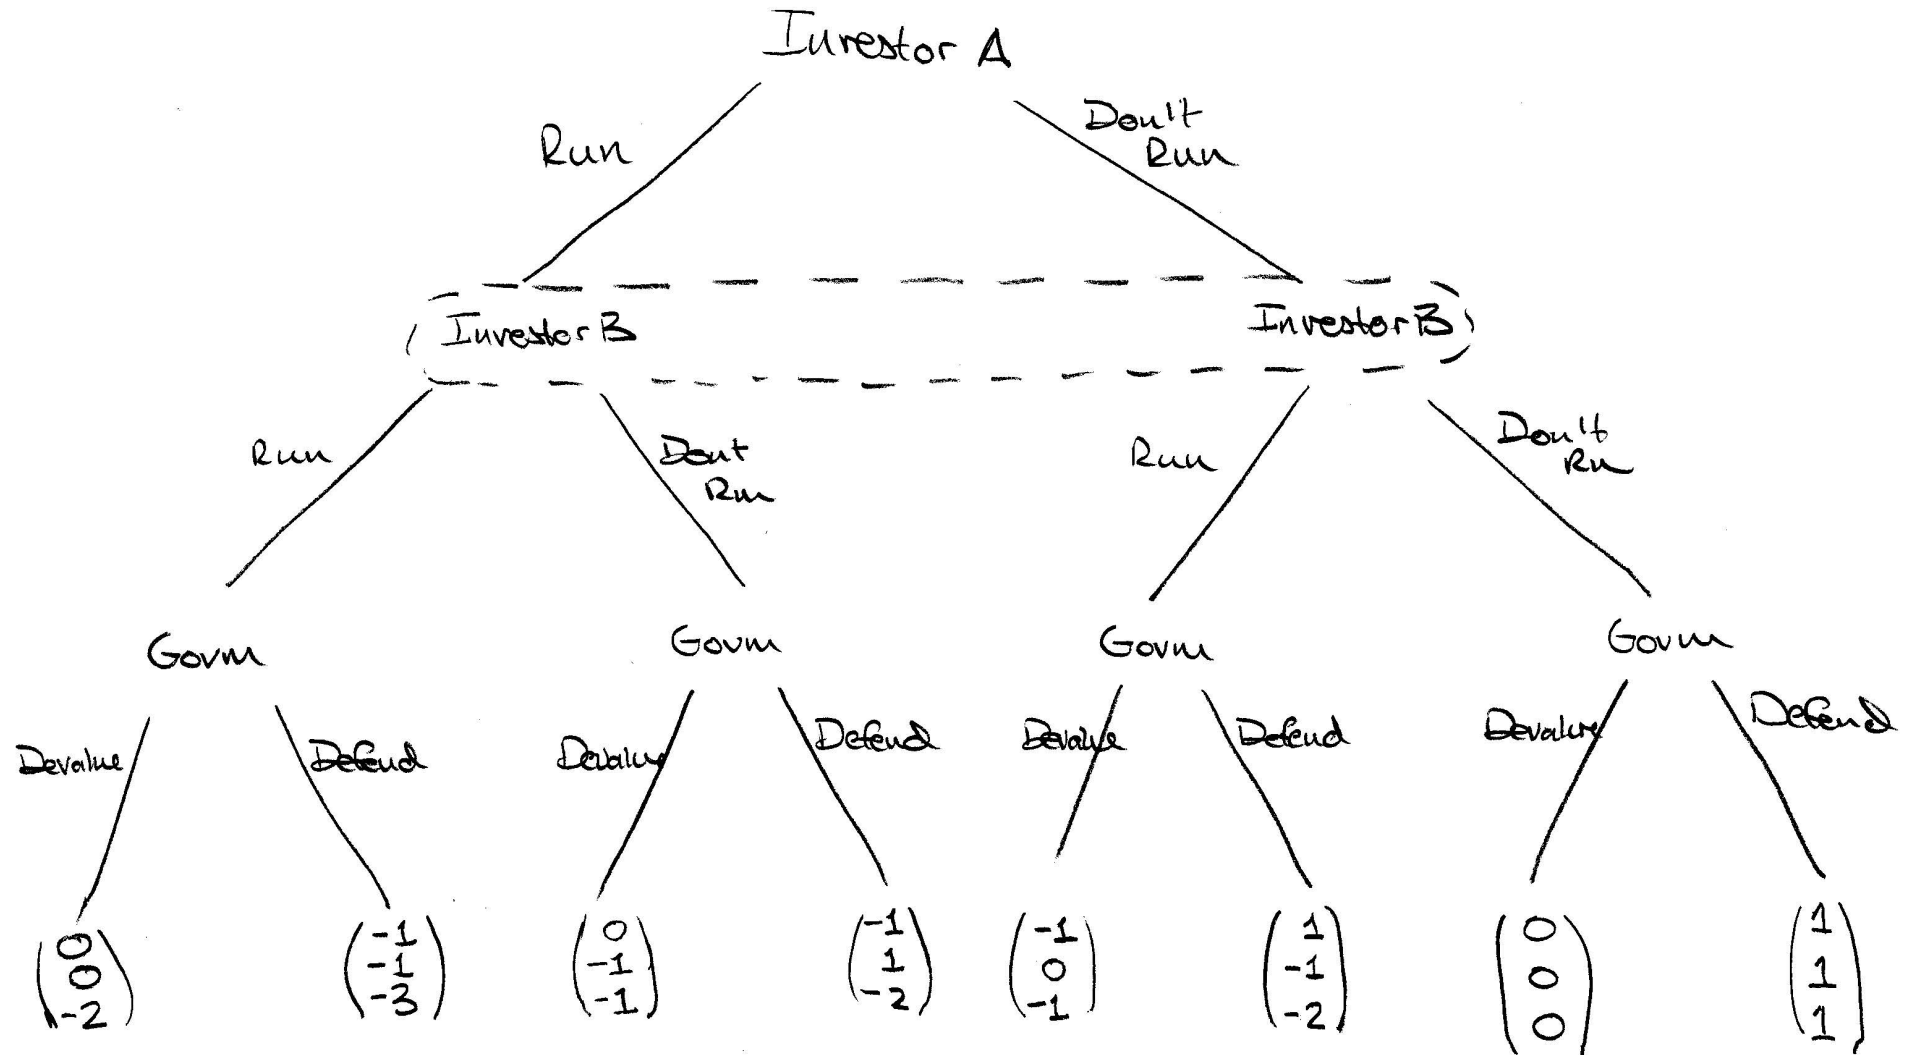 Investor A
Run
Don't
Run
Investor B
Investor B
Run
Dont
Run
Run
Don't
Run
Govm
Govm
Govm
Govm
Devalue
Defend
Devalue
Defend
Devalue
Defend
Devalue
Defend
0
0
-2
-1
-1
-3
0
-1
-1
-1
1
-2
-1
0
-1
1
-1
-2
0
0
0
1
1
1